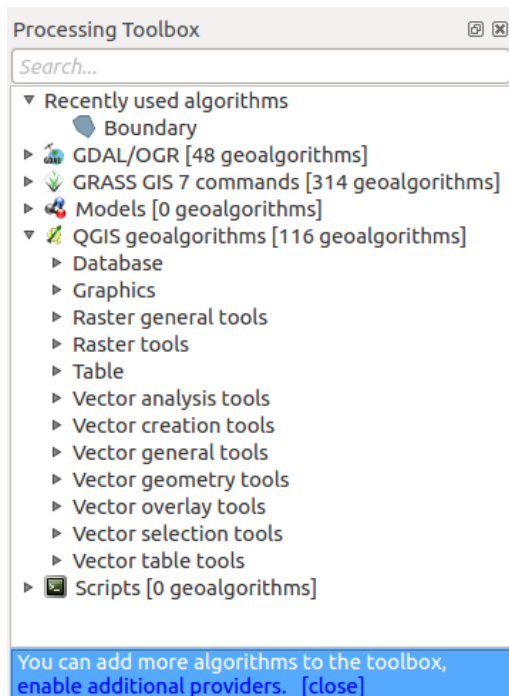 Processing Toolbox
Search...
Recently used algorithms
Boundary
GDAL/OGR [48 geoalgorithms]
GRASS GIS 7 commands [314 geoalgorithms]
Models [0 geoalgorithms]
QGIS geoalgorithms [116 geoalgorithms]
Database
Graphics
Raster general tools
Raster tools
Table
Vector analysis tools
Vector creation tools
Vector general tools
Vector geometry tools
Vector overlay tools
Vector selection tools
Vector table tools
Scripts [0 geoalgorithms]
You can add more algorithms to the toolbox,
enable additional providers. [close]